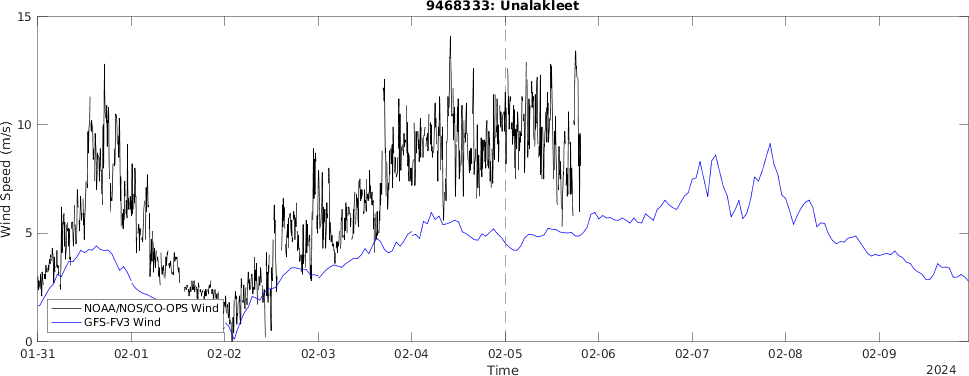 9468333: Unalakleet
15
10
5
0
Wind Speed (m/s)
NOAA/NOS/CO-OPS Wind
GFS-FV3 Wind
01-31 02-01 02-02 02-03 02-04 02-05 02-06 02-07 02-08 02-09
Time
2024